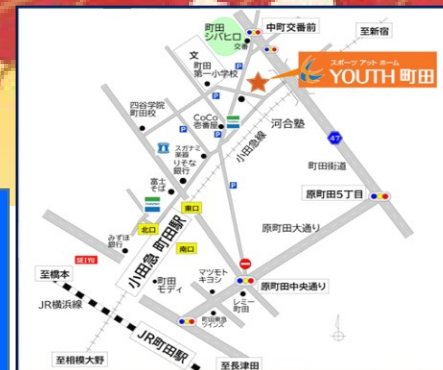 町田
シバヒロ
交番
中町交番前
至新宿
スポーツ アット ホーム
YOUTH 町田
文
町田
第一小学校
P
P
P
P
四谷学院
町田校
CoCo
壱番屋
河合塾
小田急線
47
町田街道
スガナミ
楽器
りそな
銀行
富士
そば
原町田5丁目
東口
北口
南口
小田急 町田駅
原町田大通り
みずほ
銀行
SEIYU
至橋本
JR横浜線
町田
モディ
マツモト
キヨシ
レミー
町田
原町田中央通り
町田東急
ツインズ
JR町田駅
至相模大野
至長津田